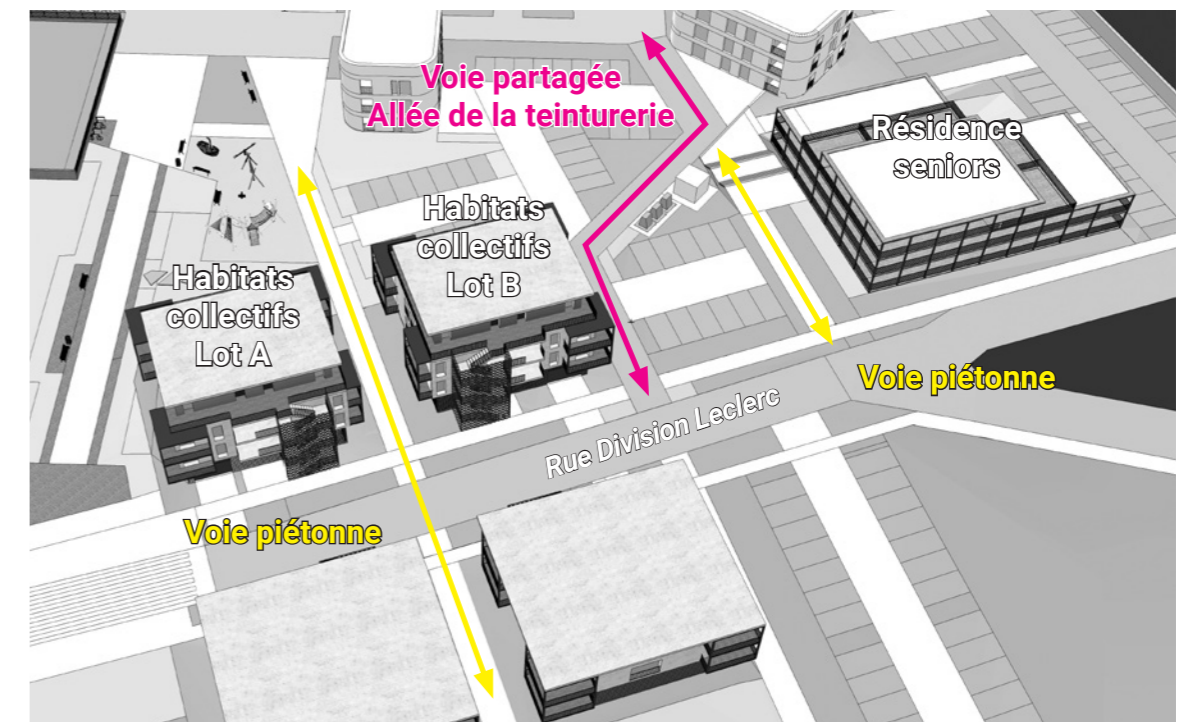 Voie partagée
Allée de la teinturerie
Résidence
seniors
Habitats
collectifs
Lot B
Habitats
collectifs
Lot A
Voie piétonne
Rue Division Leclerc
Voie piétonne